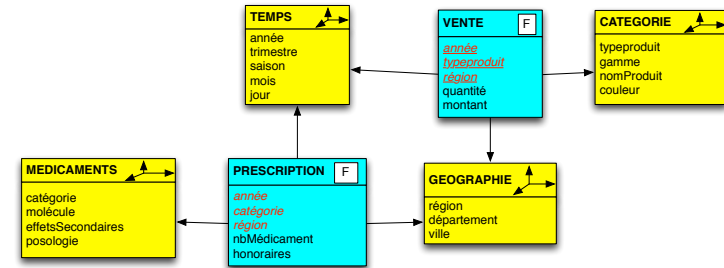 TEMPS
année
trimestre
saison
mois
jour
VENTE F
année
typeproduit
région
quantité
montant
CATEGORIE
typeproduit
gamme
nomProduit
couleur
MEDICAMENTS
catégorie
molécule
effetsSecondaires
posologie
PRESCRIPTION F
année
catégorie
région
nbMédicament
honoraires
GEOGRAPHIE
région
département
ville